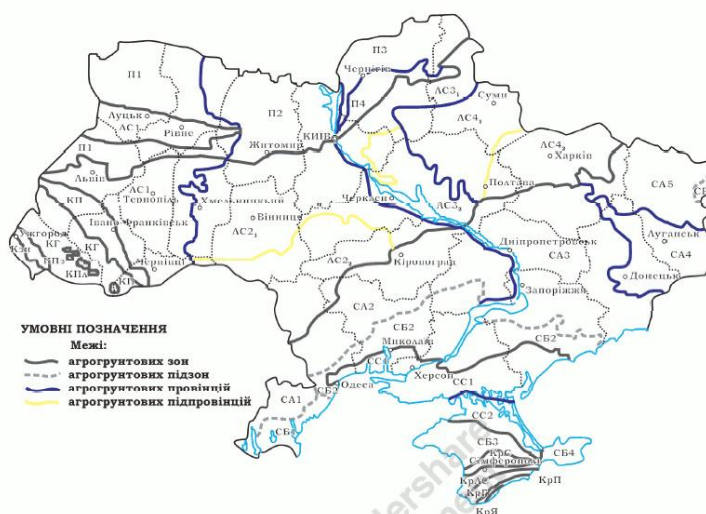 П3
Чернігів
П1
П2
П4
АС3₁
Суми
Луцьк
АС1
Рівне
КИЇВ
АС4₁
П1
Житомир
АС4₂
Харків
Львів
КП
АС1
Тернопіль
Хмельницький
Черкаси
Полтава
СА5
Вінниця
Ужгород
КГ
Івано-Франківськ
КГ
АС2₁
Дніпропетровськ
Луганськ
Чернівці
АС2₂
Кіровоград
СА3
СА4
Донецьк
Запоріжжя
СА2
СБ2
СБ2
Миколаїв
Одеса
Херсон
СС1
СА1
СС2
СБ3
КрС
Сімферополь
СБ4
КрП
КрЯ
УМОВНІ ПОЗНАЧЕННЯ
Межі:
агрогрунтових зон
агрогрунтових підзон
агрогрунтових провінцій
агрогрунтових підпровінцій